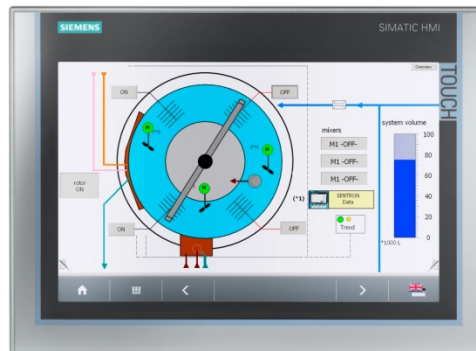 SIEMENS
SIMATIC HMI
TOUCH
Overview
ON
OFF
system volume
mixers
M1 -OFF-
M1 -OFF-
M1 -OFF-
100
80
60
40
20
0
*1000 L
rotor
ON
(*1)
SENTRON
Data
Trend
ON
OFF
M
M
M